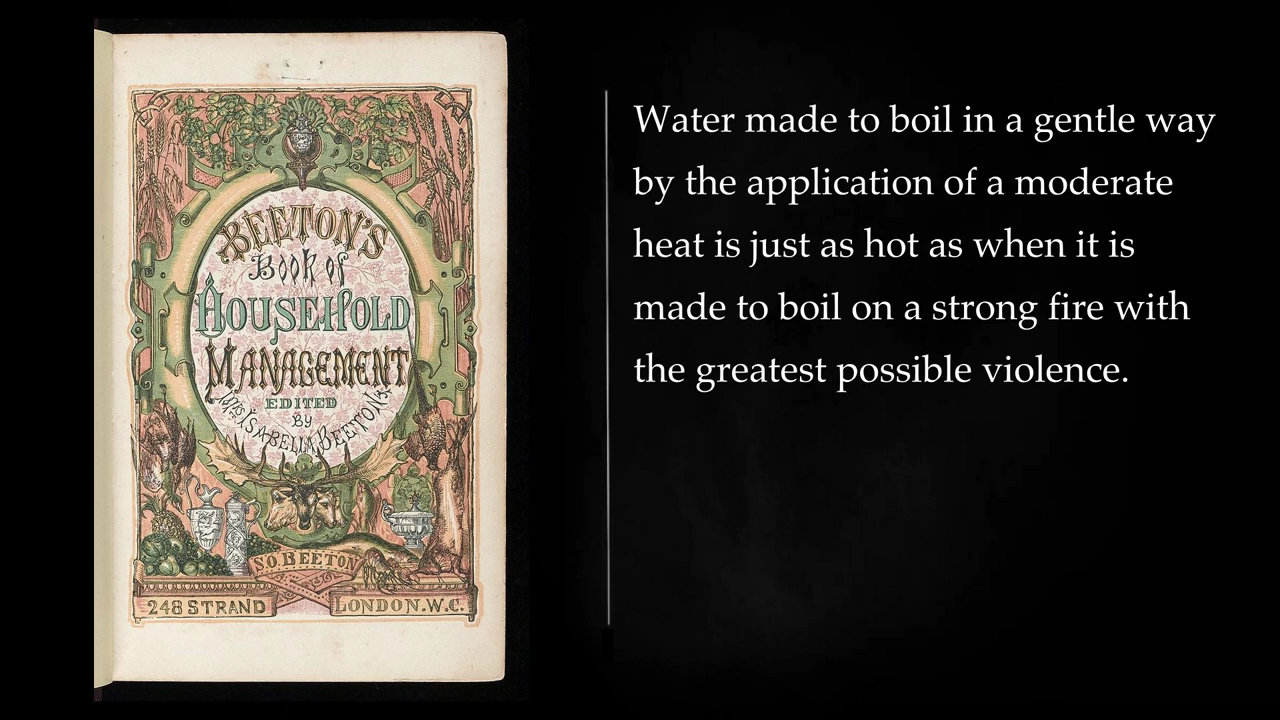 BEETON'S
Book of
HOUSEHOLD
MANAGEMENT
EDITED
BY
MRS ISABELLA BEETON.
S.O. BEETON
248 STRAND
LONDON. W.C.
Water made to boil in a gentle way
by the application of a moderate
heat is just as hot as when it is
made to boil on a strong fire with
the greatest possible violence.